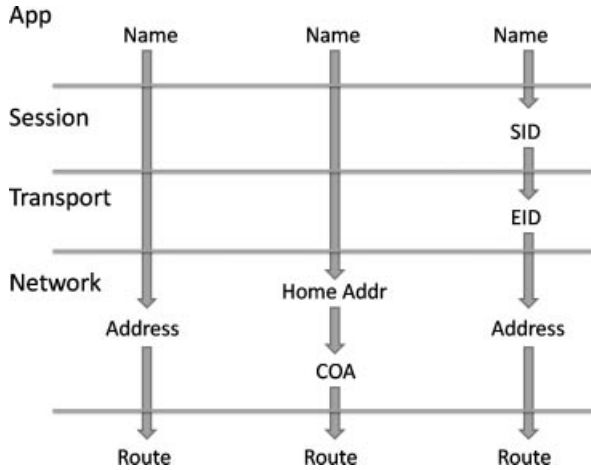 App
Name Name Name
Session
SID
Transport
EID
Network
Home Addr
Address Address
COA
Route Route Route